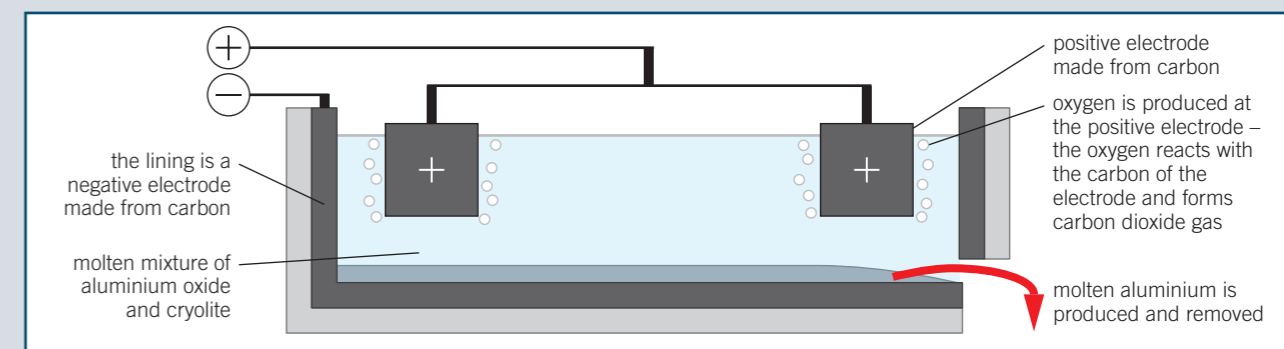 +
−
the lining is a
negative electrode
made from carbon
molten mixture of
aluminium oxide
and cryolite
+
+
positive electrode
made from carbon
oxygen is produced at
the positive electrode –
the oxygen reacts with
the carbon of the
electrode and forms
carbon dioxide gas
molten aluminium is
produced and removed